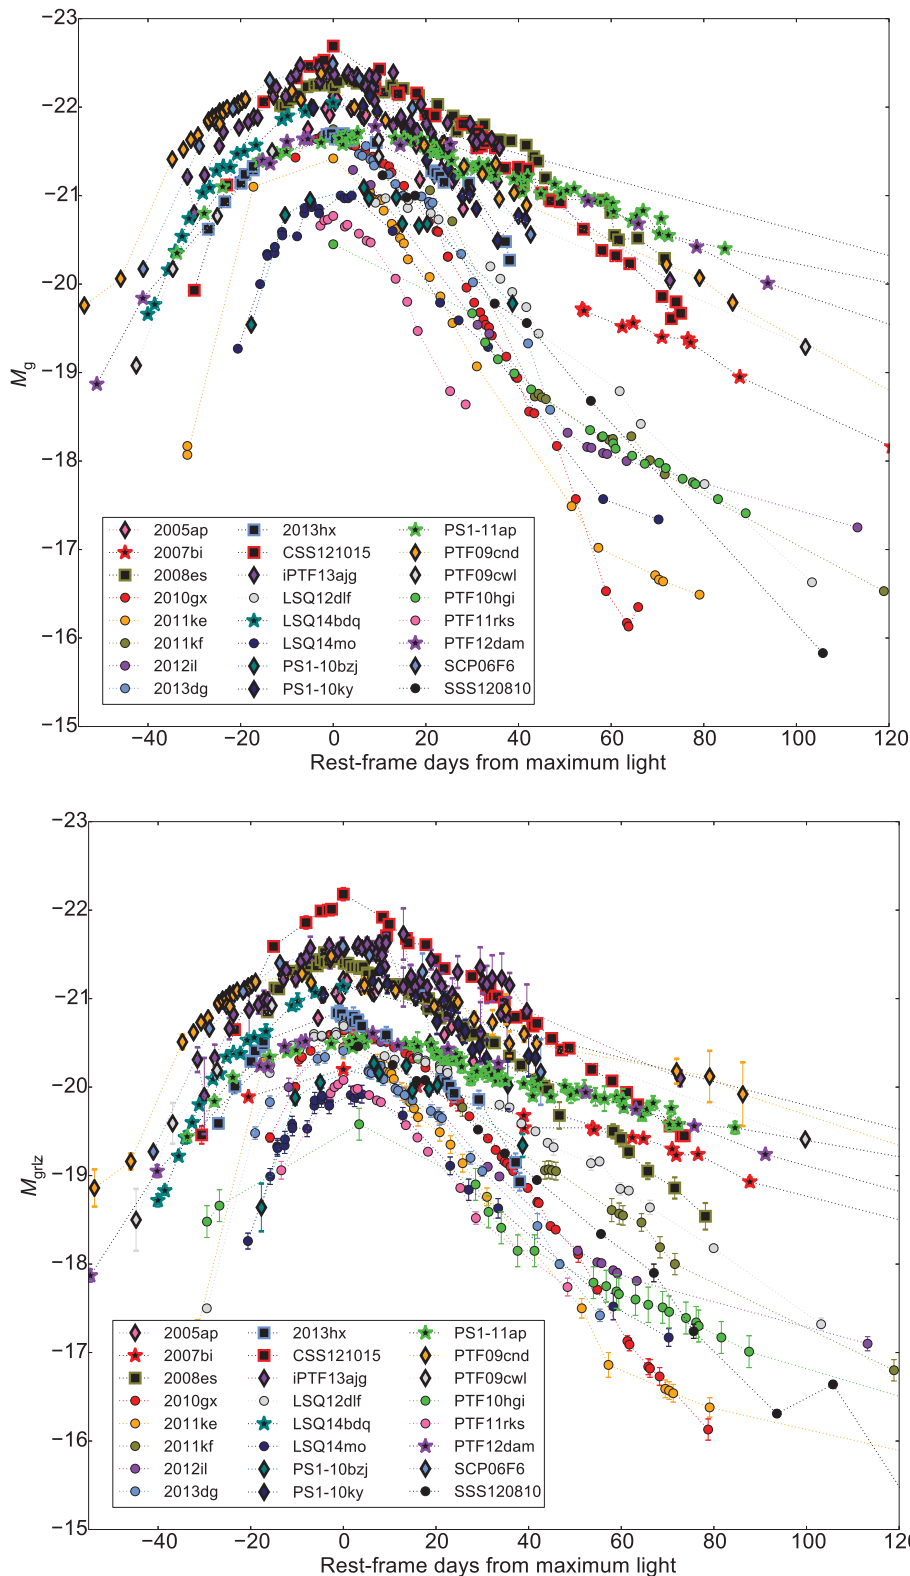 −23
−22
−21
−20
−19
−18
−17
−16
−15
M_g
2005ap 2013hx PS1-11ap
2007bi CSS121015 PTF09cnd
2008es iPTF13ajg PTF09cwl
2010gx LSQ12dlf PTF10hgi
2011ke LSQ14bdq PTF11rks
2011kf LSQ14mo PTF12dam
2012il PS1-10bzj SCP06F6
2013dg PS1-10ky SSS120810
−40 −20 0 20 40 60 80 100 120
Rest-frame days from maximum light
−23
−22
−21
−20
−19
−18
−17
−16
−15
M_griz
2005ap 2013hx PS1-11ap
2007bi CSS121015 PTF09cnd
2008es iPTF13ajg PTF09cwl
2010gx LSQ12dlf PTF10hgi
2011ke LSQ14bdq PTF11rks
2011kf LSQ14mo PTF12dam
2012il PS1-10bzj SCP06F6
2013dg PS1-10ky SSS120810
−40 −20 0 20 40 60 80 100
Rest-frame days from maximum light